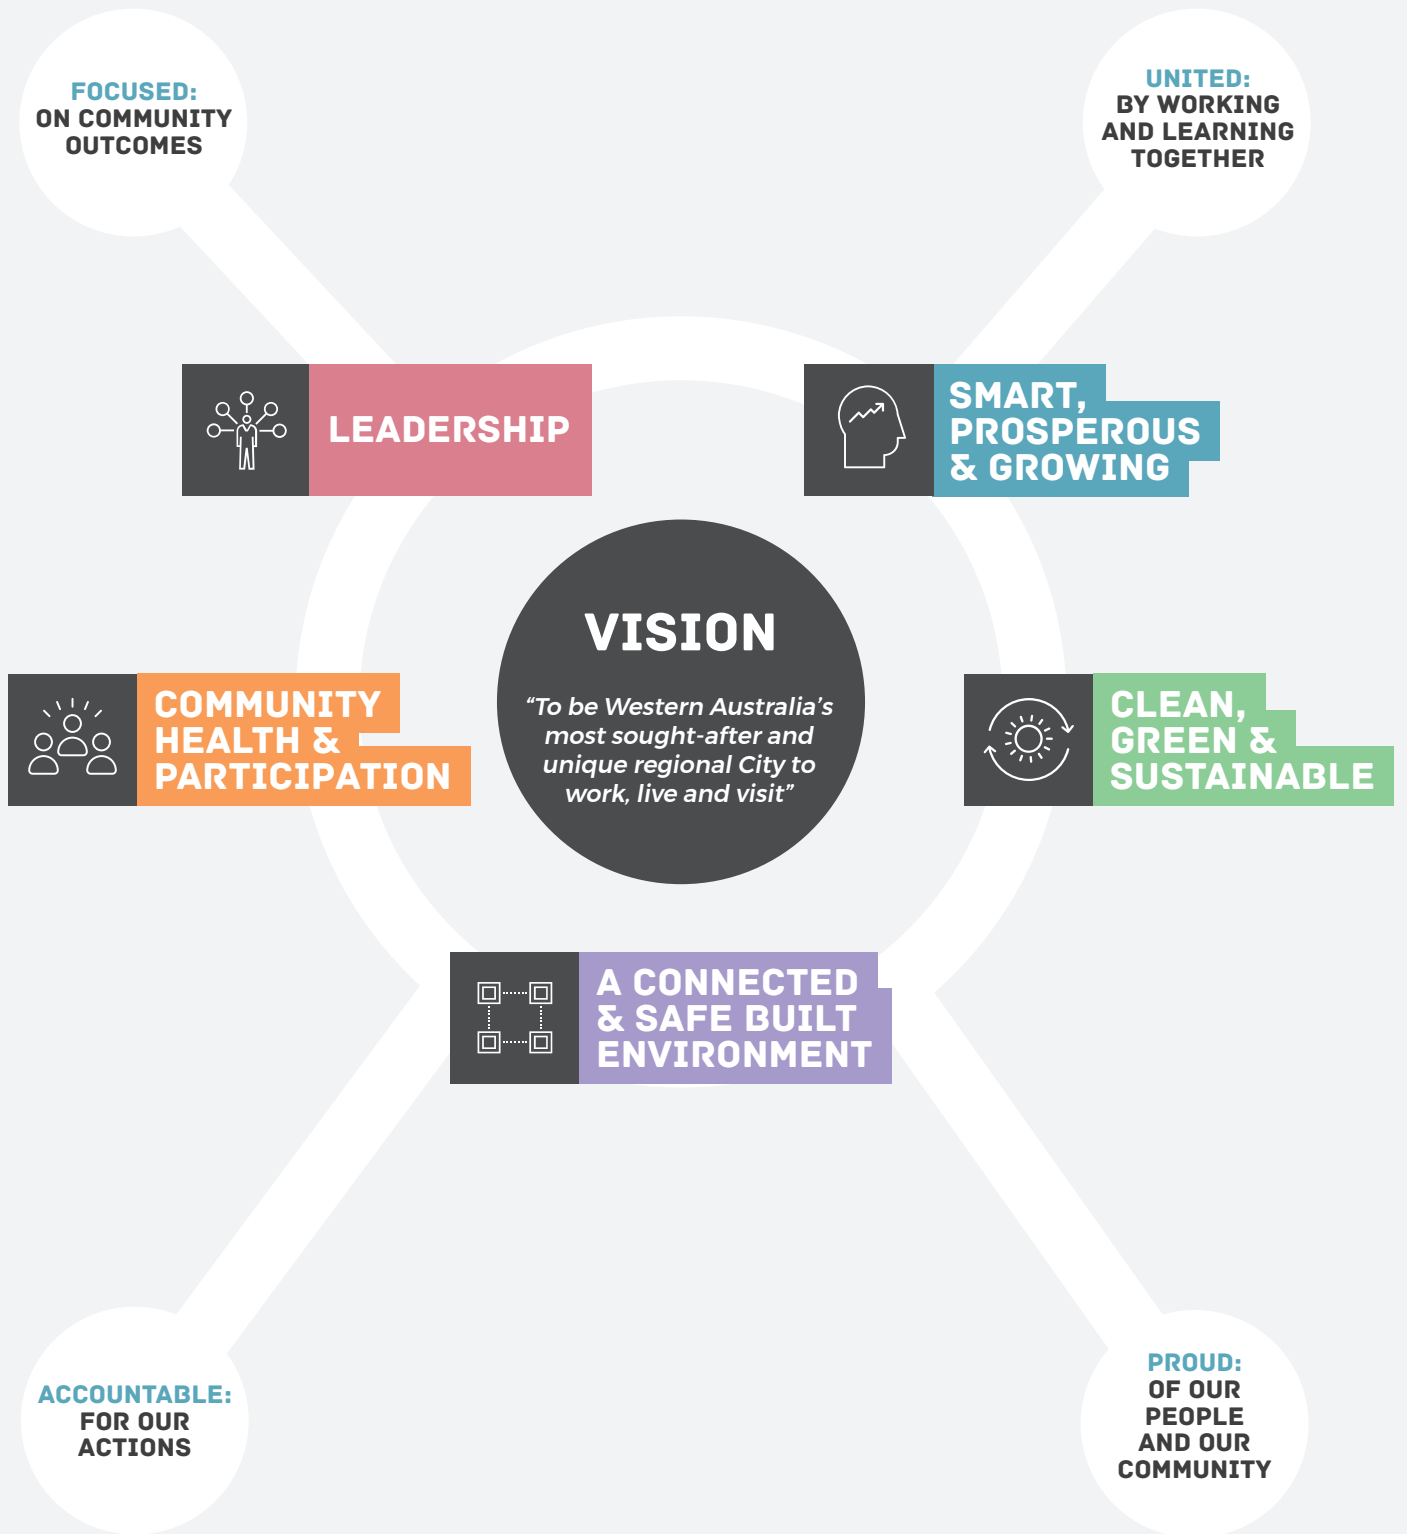 FOCUSED:
ON COMMUNITY
OUTCOMES
UNITED:
BY WORKING
AND LEARNING
TOGETHER
LEADERSHIP
SMART,
PROSPEROUS
& GROWING
VISION
“To be Western Australia’s
most sought-after and
unique regional City to
work, live and visit”
COMMUNITY
HEALTH &
PARTICIPATION
CLEAN,
GREEN &
SUSTAINABLE
A CONNECTED
& SAFE BUILT
ENVIRONMENT
ACCOUNTABLE:
FOR OUR
ACTIONS
PROUD:
OF OUR
PEOPLE
AND OUR
COMMUNITY